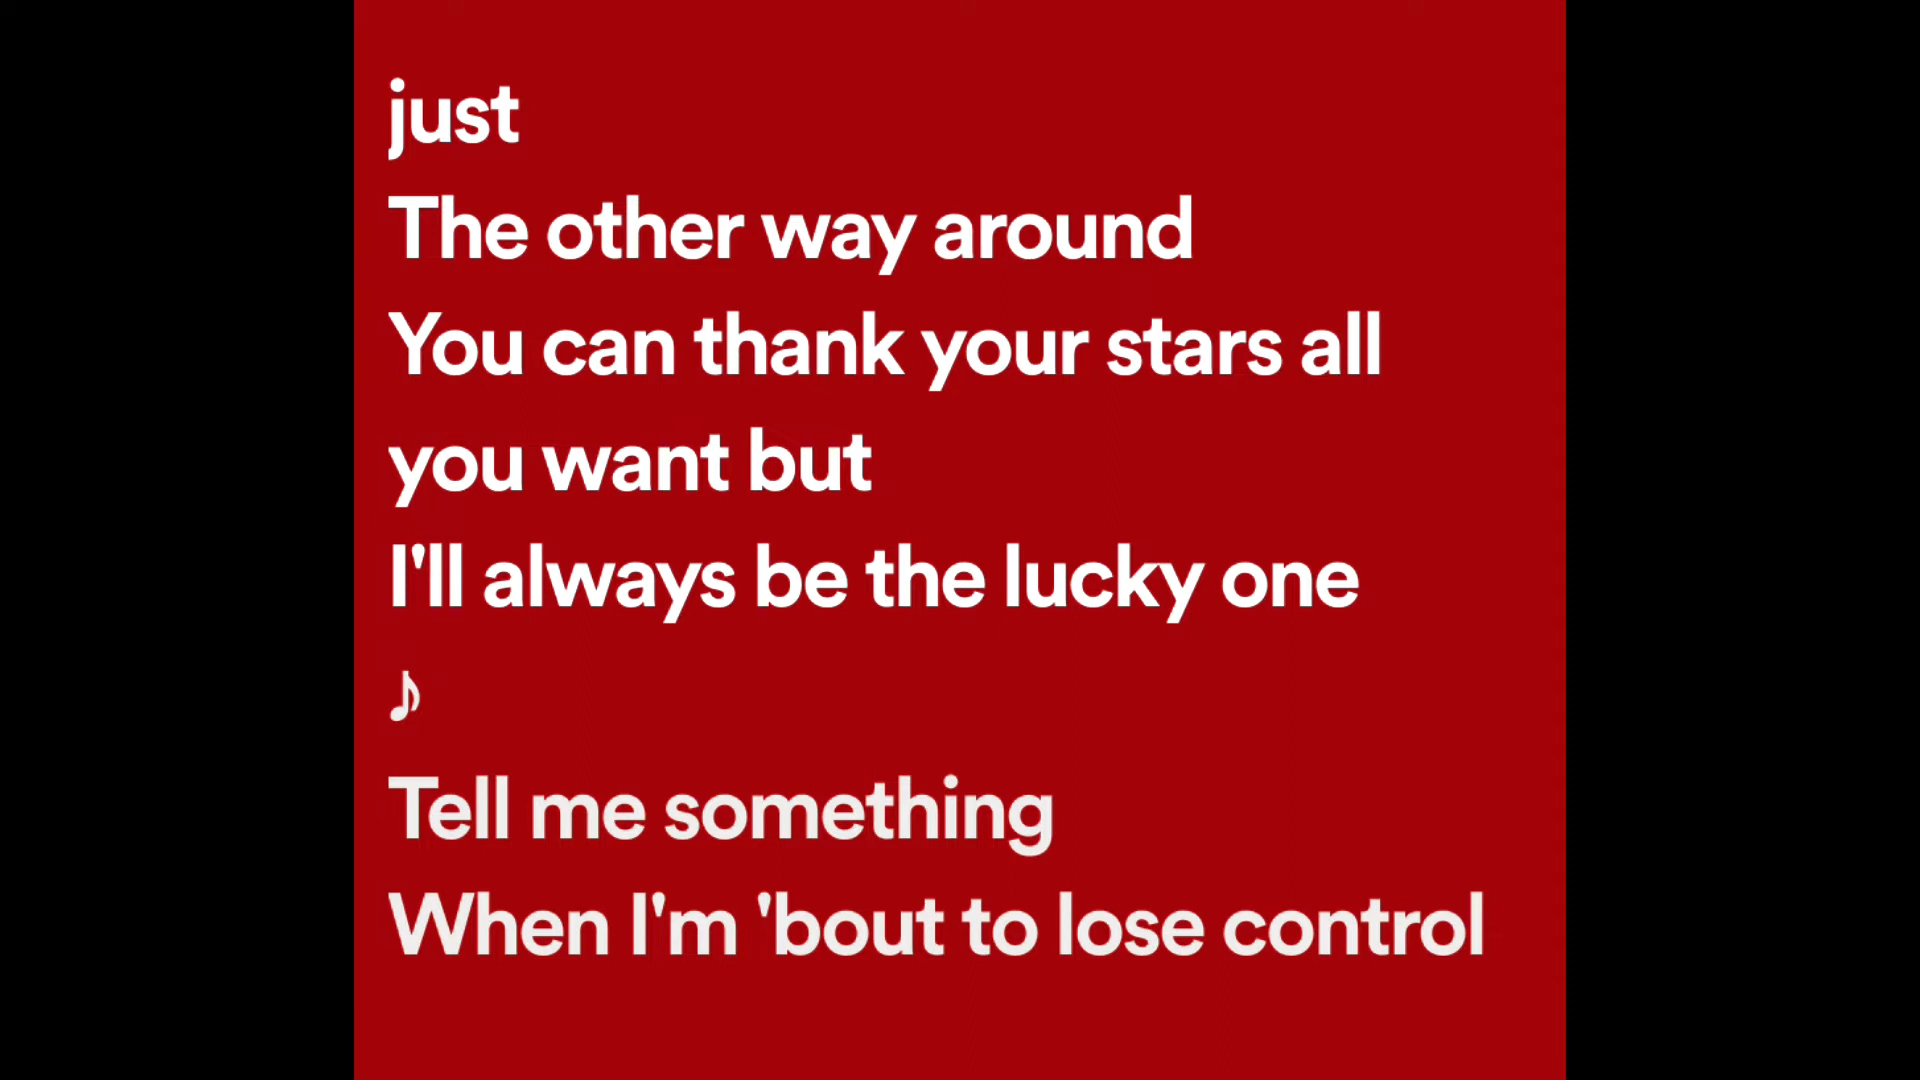 just
The other way around
You can thank your stars all
you want but
I'll always be the lucky one
♪
Tell me something
When I'm 'bout to lose control